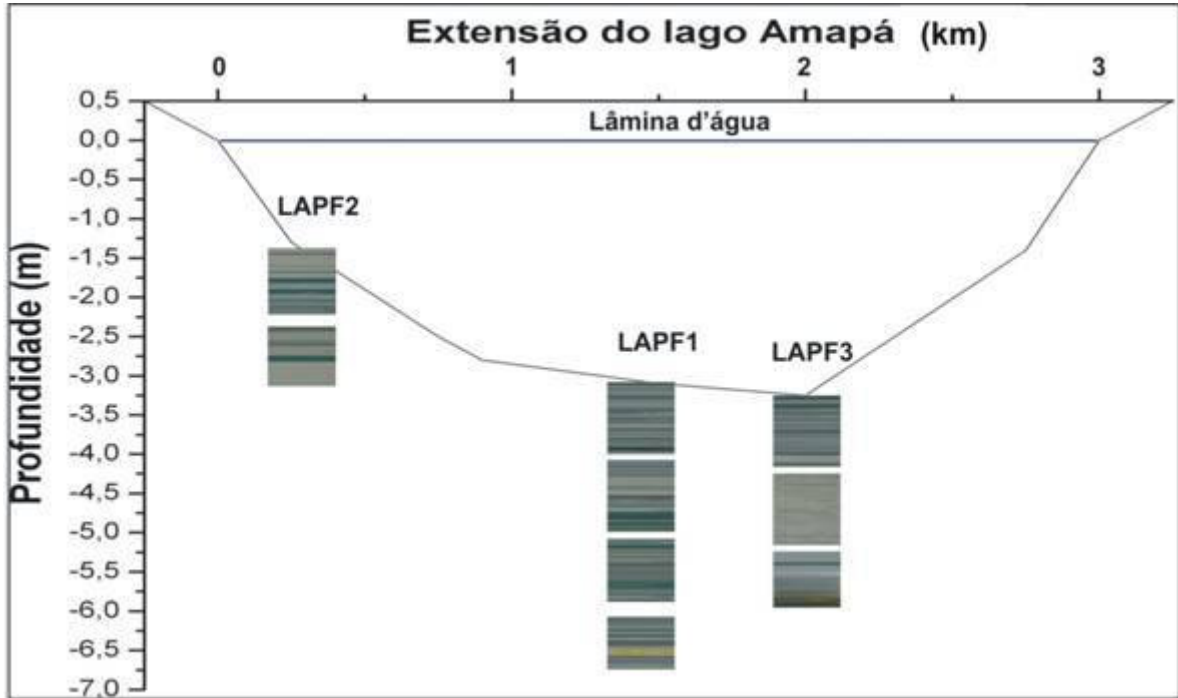 Extensão do lago Amapá (km)
0 1 2 3
0,5
0,0
-0,5
-1,0
-1,5
-2,0
-2,5
-3,0
-3,5
-4,0
-4,5
-5,0
-5,5
-6,0
-6,5
-7,0
Profundidade (m)
Lâmina d'água
LAPF2
LAPF1
LAPF3